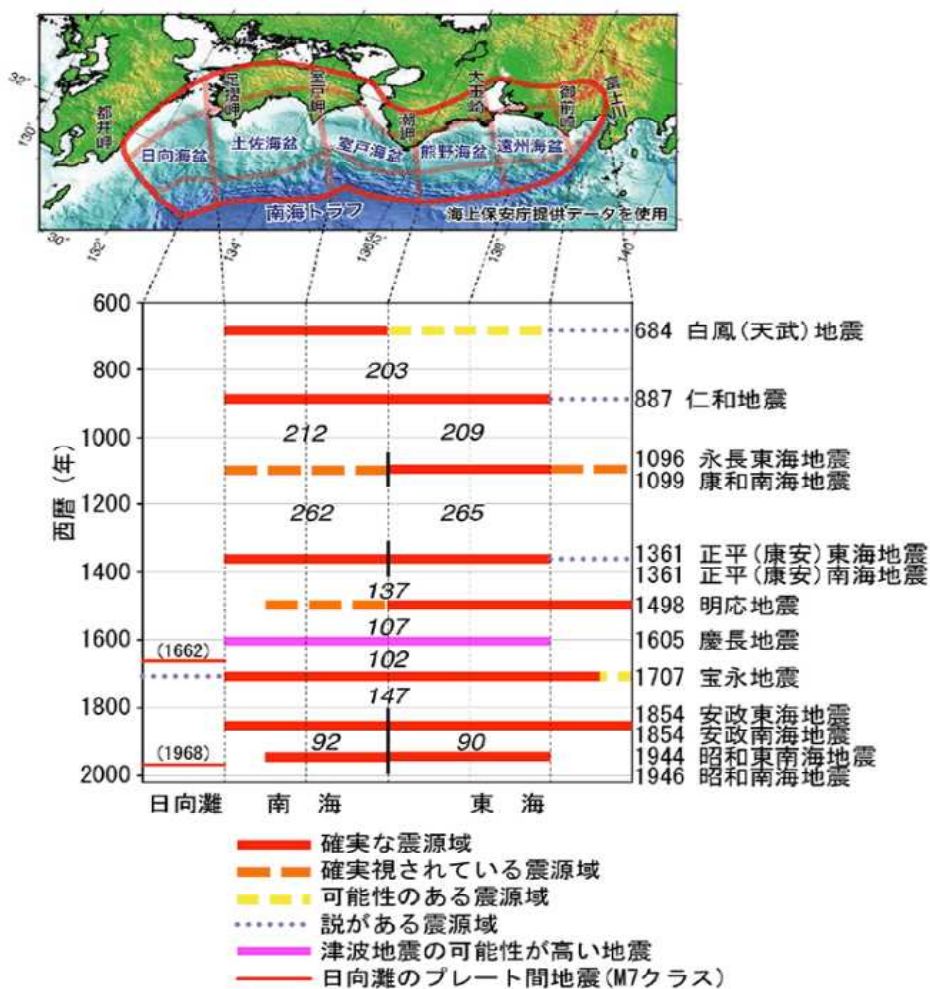 都井岬
足摺岬
室戸岬
潮岬
大王崎
御前崎
富士川
日向海盆
土佐海盆
室戸海盆
熊野海盆
遠州海盆
南海トラフ
海上保安庁提供データを使用
130°
30°
132°
134°
136°
138°
140°
西暦(年)
600
800
1000
1200
1400
1600
1800
2000
203
212
209
262
265
137
107
102
147
92
90
(1662)
(1968)
684 白鳳(天武)地震
887 仁和地震
1096 永長東海地震
1099 康和南海地震
1361 正平(康安)東海地震
1361 正平(康安)南海地震
1498 明応地震
1605 慶長地震
1707 宝永地震
1854 安政東海地震
1854 安政南海地震
1944 昭和東南海地震
1946 昭和南海地震
日向灘 南 海 東 海
確実な震源域
確実視されている震源域
可能性のある震源域
説がある震源域
津波地震の可能性が高い地震
日向灘のプレート間地震(M7クラス)